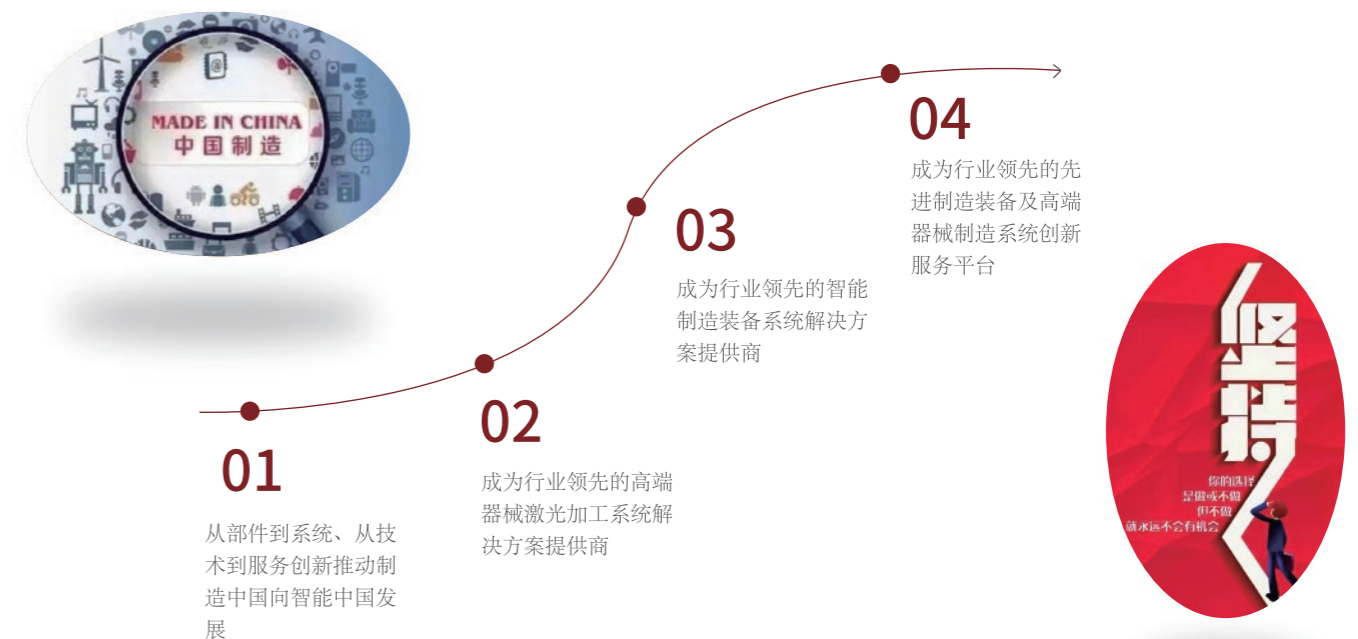 MADE IN CHINA
中国制造
01
从部件到系统、从技
术到服务创新推动制
造中国向智能中国发
展
02
成为行业领先的高端
器械激光加工系统解
决方案提供商
03
成为行业领先的智能
制造装备系统解决方
案提供商
04
成为行业领先的先
进制造装备及高端
器械制造系统创新
服务平台
坚持
你的选择
是做或不做
但不做
就永远不会有机会